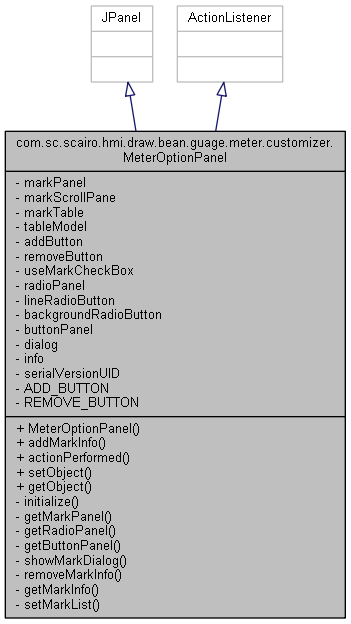 JPanel
ActionListener
com.sc.scairo.hmi.draw.bean.guage.meter.customizer.
MeterOptionPanel
- markPanel
- markScrollPane
- markTable
- tableModel
- addButton
- removeButton
- useMarkCheckBox
- radioPanel
- lineRadioButton
- backgroundRadioButton
- buttonPanel
- dialog
- info
- serialVersionUID
- ADD_BUTTON
- REMOVE_BUTTON
+ MeterOptionPanel()
+ addMarkInfo()
+ actionPerformed()
+ setObject()
+ getObject()
- initialize()
- getMarkPanel()
- getRadioPanel()
- getButtonPanel()
- showMarkDialog()
- removeMarkInfo()
- getMarkInfo()
- setMarkList()